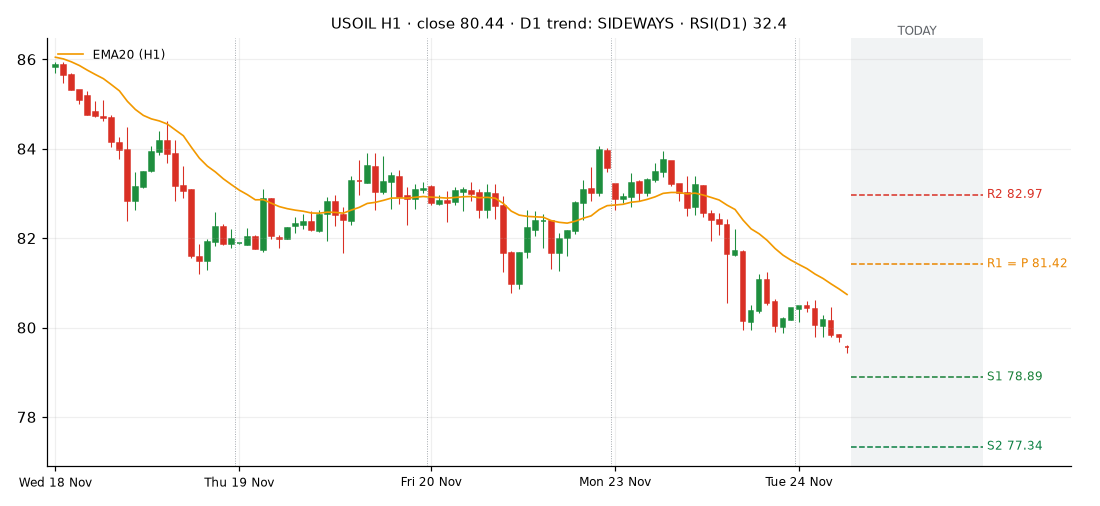 USOIL H1 · close 80.44 · D1 trend: SIDEWAYS · RSI(D1) 32.4
TODAY
EMA20 (H1)
86
84
82
80
78
R2 82.97
R1 = P 81.42
S1 78.89
S2 77.34
Wed 18 Nov
Thu 19 Nov
Fri 20 Nov
Mon 23 Nov
Tue 24 Nov